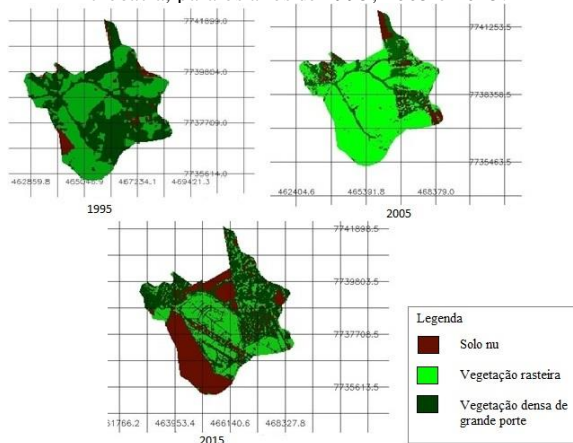 7741899.0
7739804.0
7737709.0
7735614.0
462859.8 465046.9 467234.1 469421.3
1995
7741253.5
7738358.5
7735463.5
462404.6 465391.8 468379.0
2005
7741898.5
7739803.5
7737708.5
7735613.5
463953.4 466140.6 468327.8
2015
Legenda
Solo nu
Vegetação rasteira
Vegetação densa de
grande porte